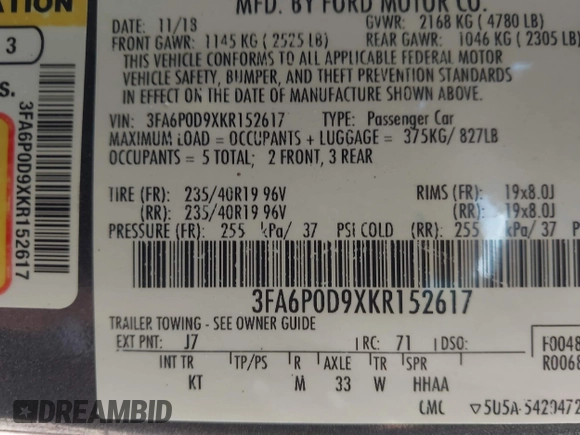 ATION
3
S.
3FA6P0D9XKR152617
MFD. BY FORD MOTOR CO.
DATE: 11/18 GVWR: 2168 KG ( 4780 LB)
FRONT GAWR: 1145 KG ( 2525 LB) REAR GAWR: 1046 KG ( 2305 LB)
THIS VEHICLE CONFORMS TO ALL APPLICABLE FEDERAL MOTOR
VEHICLE SAFETY, BUMPER, AND THEFT PREVENTION STANDARDS
IN EFFECT ON THE DATE OF MANUFACTURE SHOWN ABOVE.
VIN: 3FA6P0D9XKR152617 TYPE: Passenger Car
MAXIMUM LOAD = OCCUPANTS + LUGGAGE = 375KG/ 827LB
OCCUPANTS = 5 TOTAL; 2 FRONT, 3 REAR
TIRE (FR): 235/40R19 96V RIMS (FR): 19x8.0J
(RR): 235/40R19 96V (RR): 19x8.0J
PRESSURE (FR): 255 kPa/ 37 PSI COLD (RR): 255 kPa/ 37
3FA6P0D9XKR152617
TRAILER TOWING - SEE OWNER GUIDE
EXT PNT: J7 RC: 71 DSO: F0048
R0068
INT TR TP/PS R AXLE TR SPR
KT M 33 W HHAA
CMC ▽5U5A-5420472
AUTOBIDMASTER